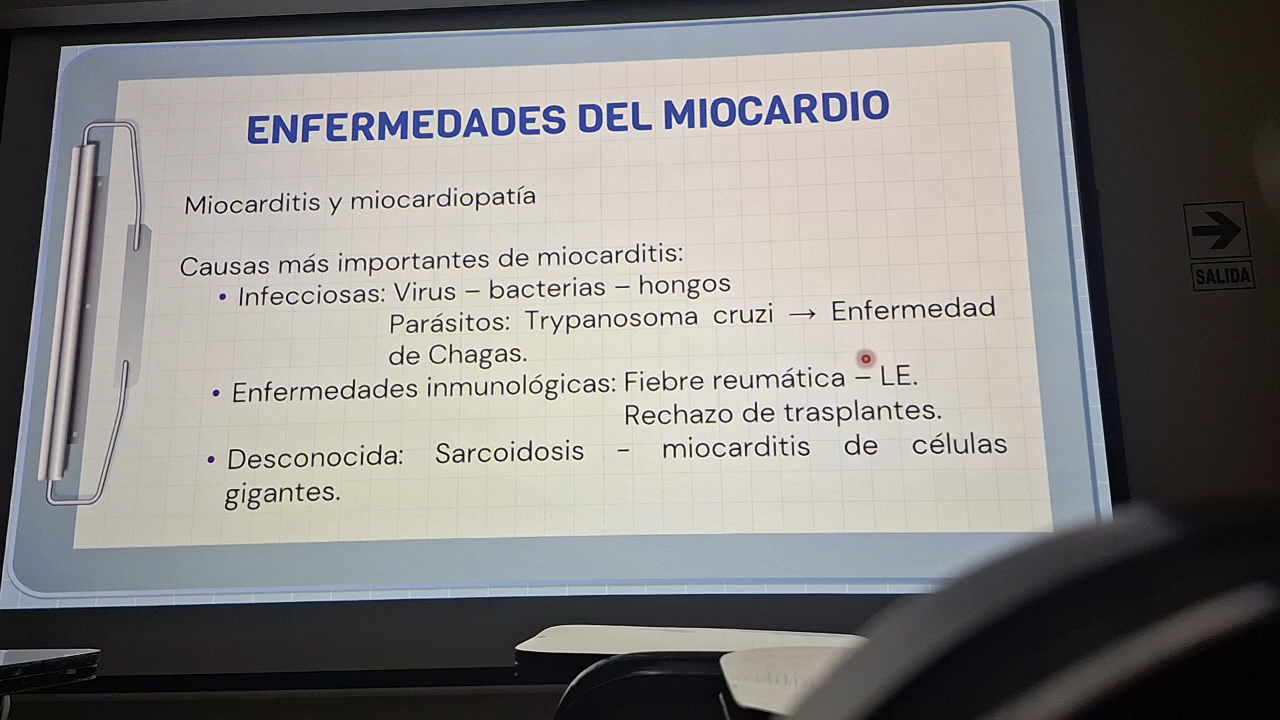 ENFERMEDADES DEL MIOCARDIO
Miocarditis y miocardiopatía
Causas más importantes de miocarditis:
• Infecciosas: Virus – bacterias – hongos
Parásitos: Trypanosoma cruzi → Enfermedad
de Chagas.
• Enfermedades inmunológicas: Fiebre reumática – LE.
Rechazo de trasplantes.
• Desconocida: Sarcoidosis – miocarditis de células
gigantes.
SALIDA